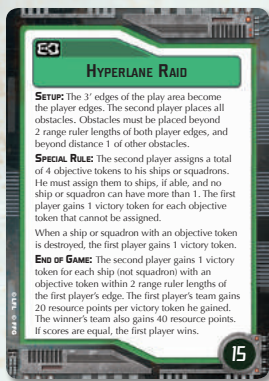 HYPERLANE RAID
SETUP: The 3' edges of the play area become
the player edges. The second player places all
obstacles. Obstacles must be placed beyond
2 range ruler lengths of both player edges, and
beyond distance 1 of other obstacles.
SPECIAL RULE: The second player assigns a total
of 4 objective tokens to his ships or squadrons.
He must assign them to ships, if able, and no
ship or squadron can have more than 1. The first
player gains 1 victory token for each objective
token that cannot be assigned.
When a ship or squadron with an objective token
is destroyed, the first player gains 1 victory token.
END OF GAME: The second player gains 1 victory
token for each ship (not squadron) with an
objective token within 2 range ruler lengths of
the first player's edge. The first player's team gains
20 resource points per victory token he gained.
The winner's team also gains 40 resource points.
If scores are equal, the first player wins.
© LFL © FFG
15